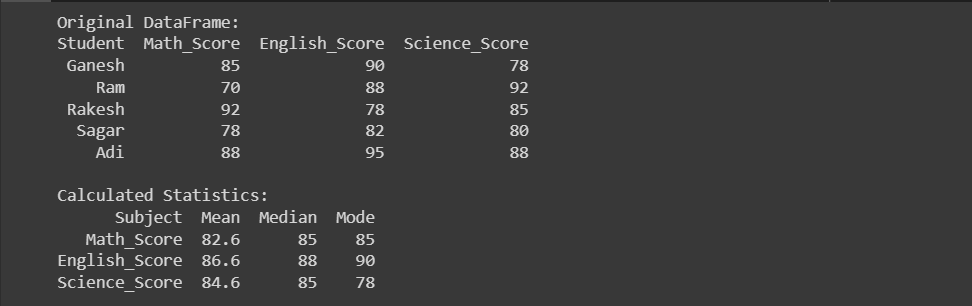 Original DataFrame:
Student Math_Score English_Score Science_Score
Ganesh 85 90 78
Ram 70 88 92
Rakesh 92 78 85
Sagar 78 82 80
Adi 88 95 88
Calculated Statistics:
Subject Mean Median Mode
Math_Score 82.6 85 85
English_Score 86.6 88 90
Science_Score 84.6 85 78